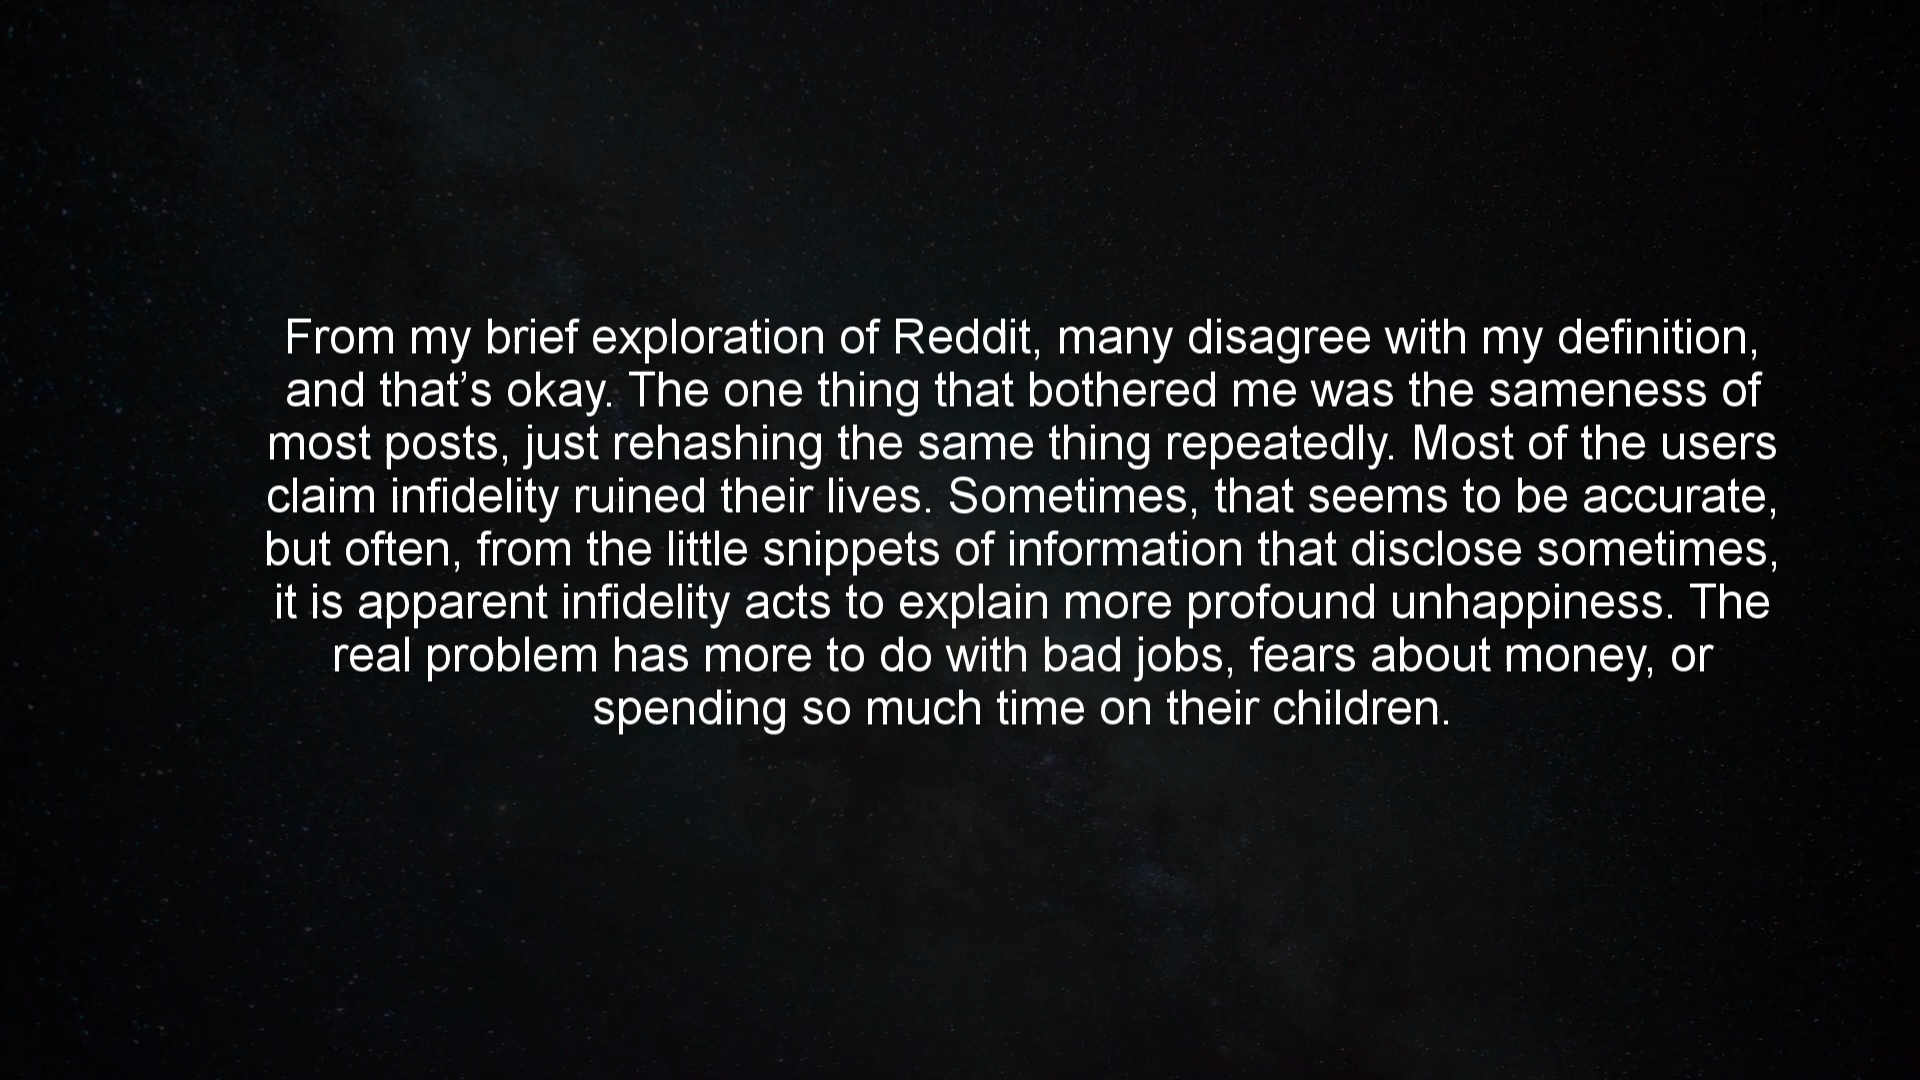 From my brief exploration of Reddit, many disagree with my definition,
and that’s okay. The one thing that bothered me was the sameness of
most posts, just rehashing the same thing repeatedly. Most of the users
claim infidelity ruined their lives. Sometimes, that seems to be accurate,
but often, from the little snippets of information that disclose sometimes,
it is apparent infidelity acts to explain more profound unhappiness. The
real problem has more to do with bad jobs, fears about money, or
spending so much time on their children.